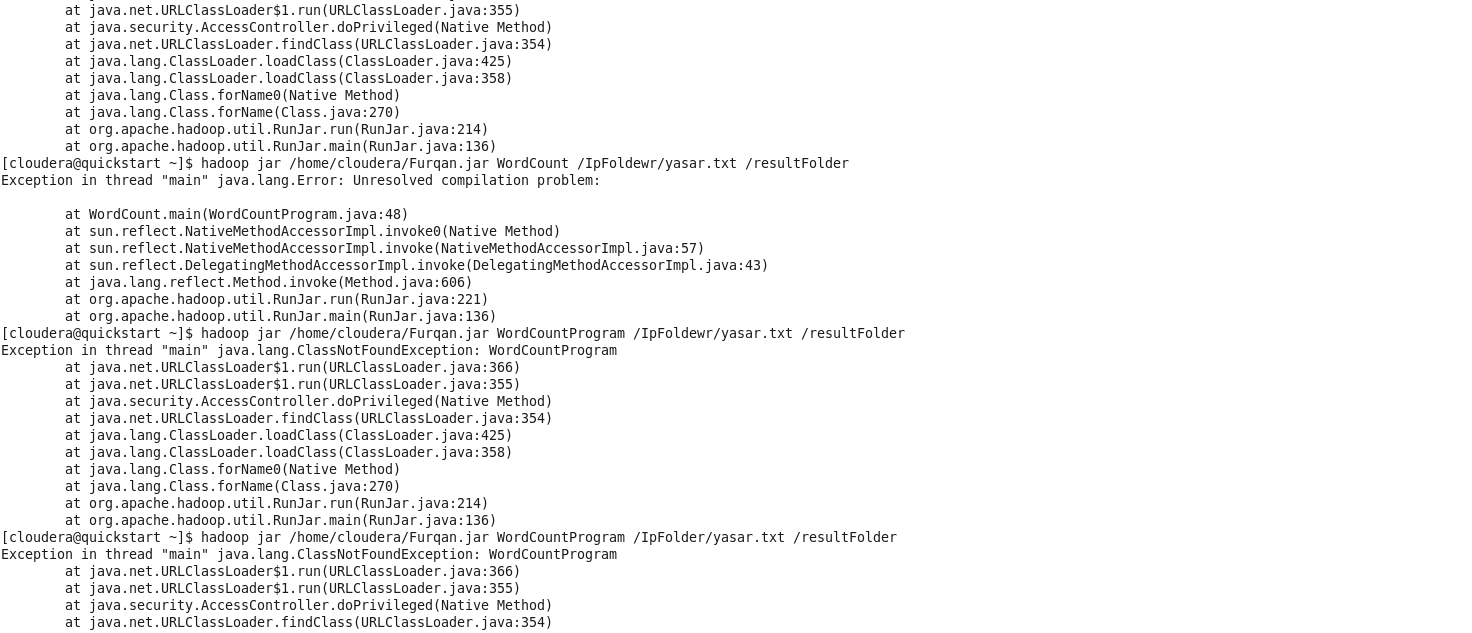 at java.net.URLClassLoader$1.run(URLClassLoader.java:355)
at java.security.AccessController.doPrivileged(Native Method)
at java.net.URLClassLoader.findClass(URLClassLoader.java:354)
at java.lang.ClassLoader.loadClass(ClassLoader.java:425)
at java.lang.ClassLoader.loadClass(ClassLoader.java:358)
at java.lang.Class.forName0(Native Method)
at java.lang.Class.forName(Class.java:270)
at org.apache.hadoop.util.RunJar.run(RunJar.java:214)
at org.apache.hadoop.util.RunJar.main(RunJar.java:136)
[cloudera@quickstart ~]$ hadoop jar /home/cloudera/Furqan.jar WordCount /IpFoldewr/yasar.txt /resultFolder
Exception in thread "main" java.lang.Error: Unresolved compilation problem:
at WordCount.main(WordCountProgram.java:48)
at sun.reflect.NativeMethodAccessorImpl.invoke0(Native Method)
at sun.reflect.NativeMethodAccessorImpl.invoke(NativeMethodAccessorImpl.java:57)
at sun.reflect.DelegatingMethodAccessorImpl.invoke(DelegatingMethodAccessorImpl.java:43)
at java.lang.reflect.Method.invoke(Method.java:606)
at org.apache.hadoop.util.RunJar.run(RunJar.java:221)
at org.apache.hadoop.util.RunJar.main(RunJar.java:136)
[cloudera@quickstart ~]$ hadoop jar /home/cloudera/Furqan.jar WordCountProgram /IpFoldewr/yasar.txt /resultFolder
Exception in thread "main" java.lang.ClassNotFoundException: WordCountProgram
at java.net.URLClassLoader$1.run(URLClassLoader.java:366)
at java.net.URLClassLoader$1.run(URLClassLoader.java:355)
at java.security.AccessController.doPrivileged(Native Method)
at java.net.URLClassLoader.findClass(URLClassLoader.java:354)
at java.lang.ClassLoader.loadClass(ClassLoader.java:425)
at java.lang.ClassLoader.loadClass(ClassLoader.java:358)
at java.lang.Class.forName0(Native Method)
at java.lang.Class.forName(Class.java:270)
at org.apache.hadoop.util.RunJar.run(RunJar.java:214)
at org.apache.hadoop.util.RunJar.main(RunJar.java:136)
[cloudera@quickstart ~]$ hadoop jar /home/cloudera/Furqan.jar WordCountProgram /IpFolder/yasar.txt /resultFolder
Exception in thread "main" java.lang.ClassNotFoundException: WordCountProgram
at java.net.URLClassLoader$1.run(URLClassLoader.java:366)
at java.net.URLClassLoader$1.run(URLClassLoader.java:355)
at java.security.AccessController.doPrivileged(Native Method)
at java.net.URLClassLoader.findClass(URLClassLoader.java:354)